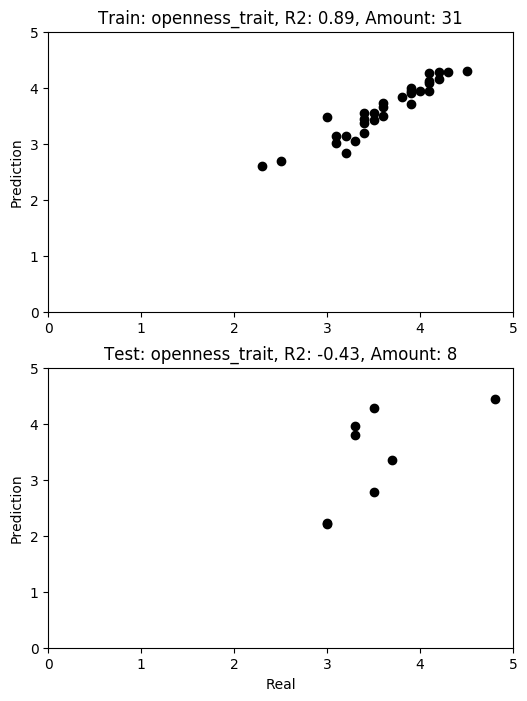 Train: openness_trait, R2: 0.89, Amount: 31
5
4
3
2
1
0
Prediction
0 1 2 3 4 5
Test: openness_trait, R2: -0.43, Amount: 8
5
4
3
2
1
0
Prediction
0 1 2 3 4 5
Real